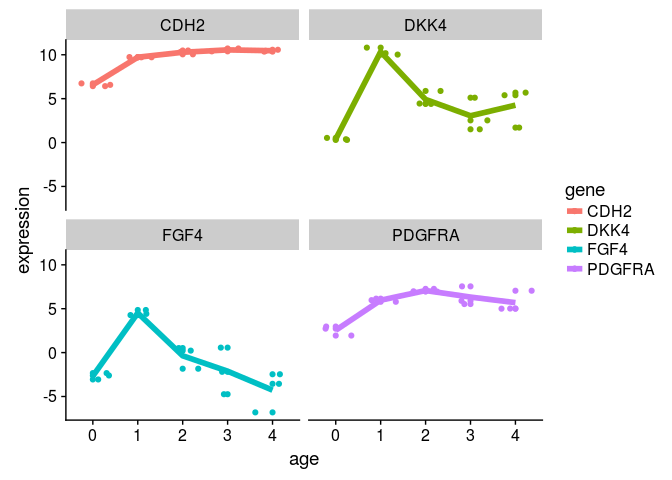 CDH2 DKK4
10
5
0
-5
FGF4 PDGFRA
10
5
0
-5
0 1 2 3 4 0 1 2 3 4
age
expression
gene
CDH2
DKK4
FGF4
PDGFRA